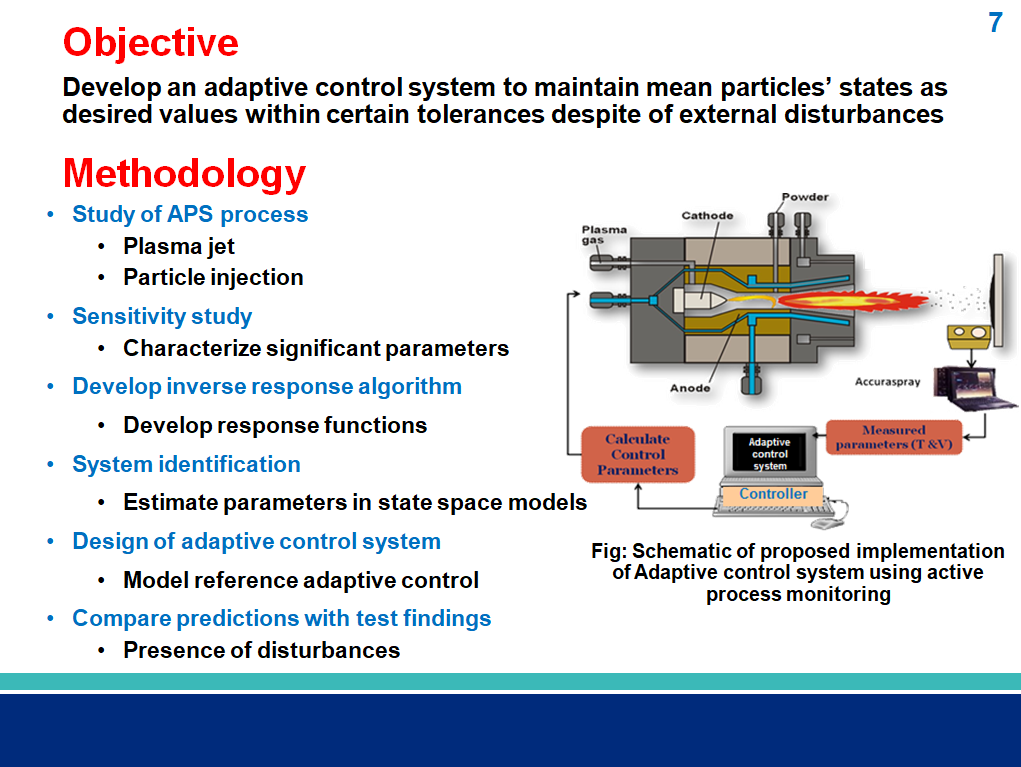 7
Objective
Develop an adaptive control system to maintain mean particles’ states as
desired values within certain tolerances despite of external disbturbances
Methodology
• Study of APS process
• Plasma jet
• Particle injection
• Sensitivity study
• Characterize significant parameters
• Develop inverse response algorithm
• Develop response functions
• System identification
• Estimate parameters in state space models
• Design of adaptive control system
• Model reference adaptive control
• Compare predictions with test findings
• Presence of disturbances
Powder
Cathode
Plasma
gas
Anode
Accuraspray
Measured
parameters (T &V)
Adaptive
control
system
Controller
Calculate
Control
Parameters
Fig: Schematic of proposed implementation
of Adaptive control system using active
process monitoring